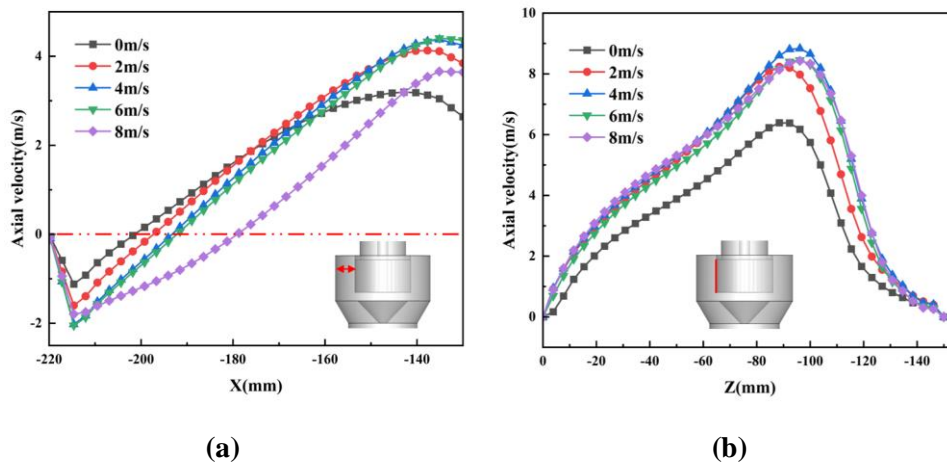 0m/s
2m/s
4m/s
6m/s
8m/s
Axial velocity(m/s)
4
2
0
-2
-220
-200
-180
-160
-140
X(mm)
(a)
0m/s
2m/s
4m/s
6m/s
8m/s
Axial velocity(m/s)
10
8
6
4
2
0
0
-20
-40
-60
-80
-100
-120
-140
Z(mm)
(b)